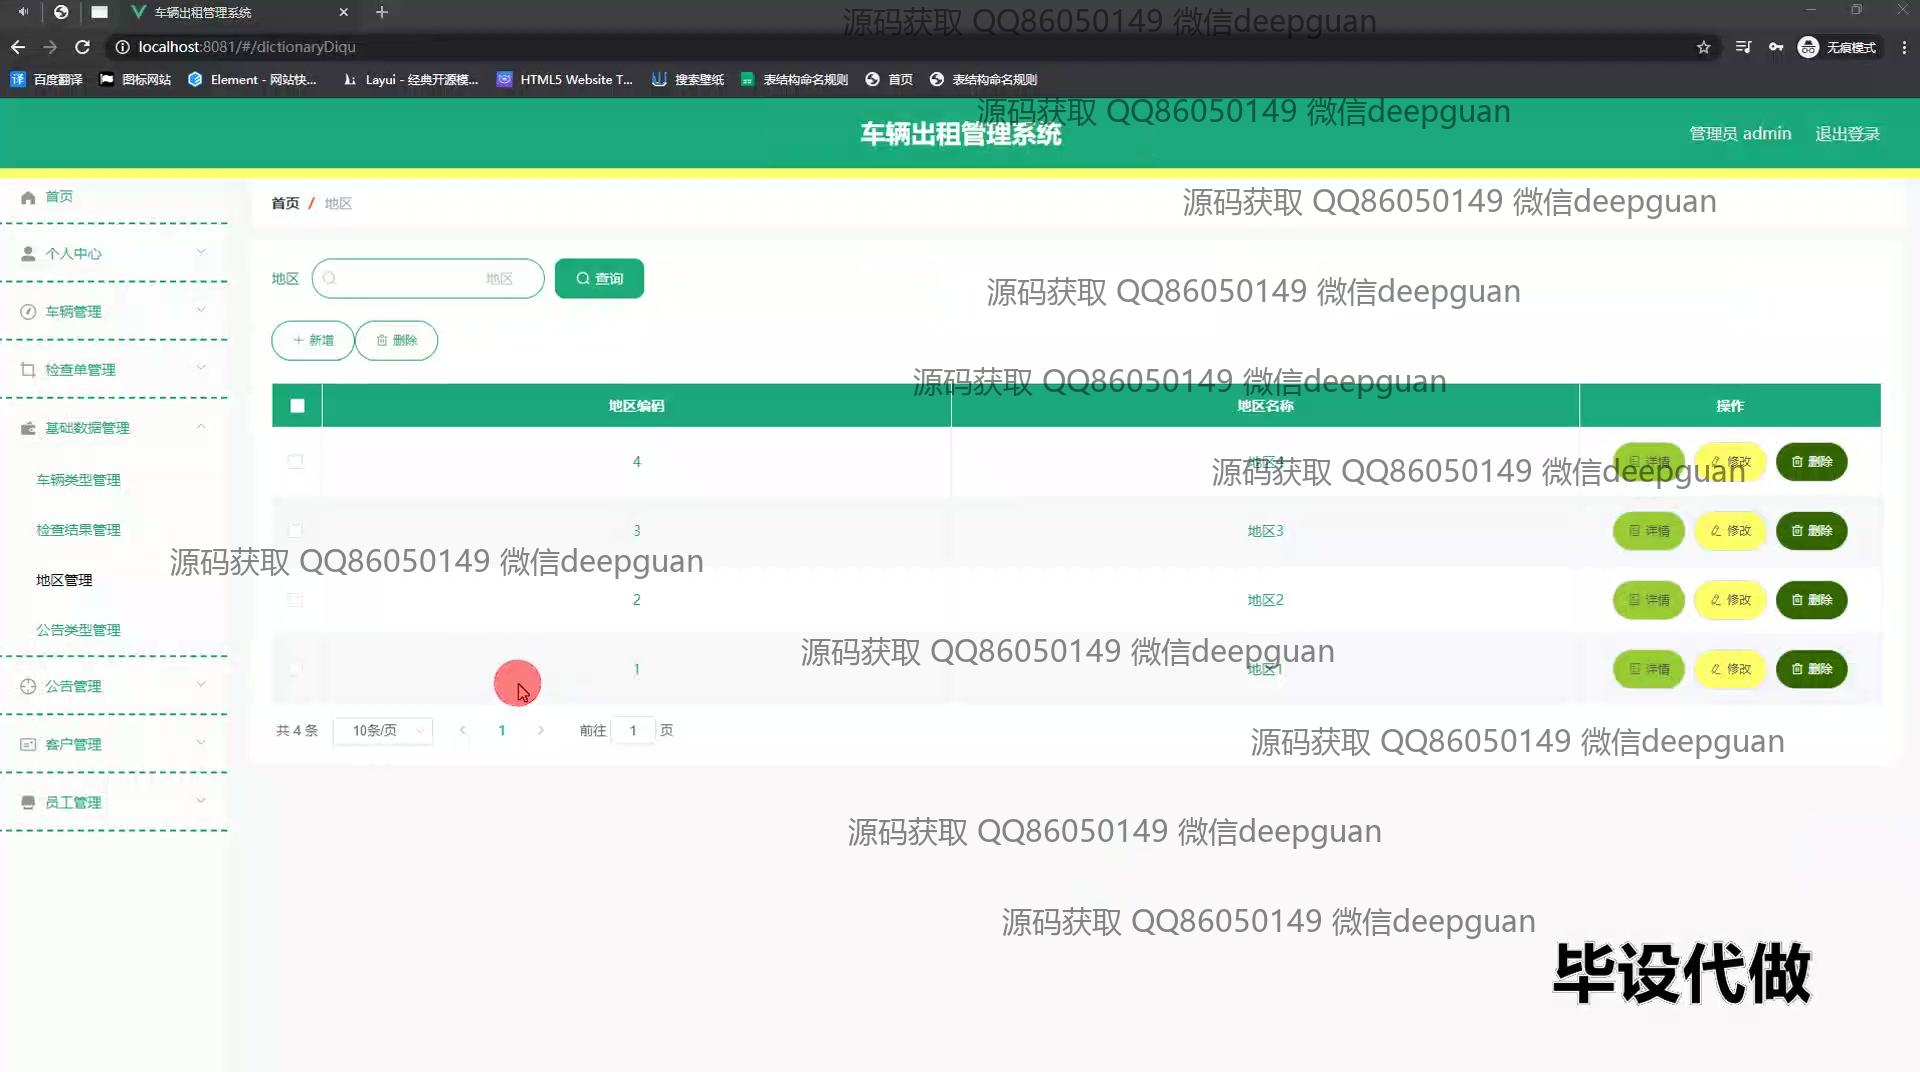 车辆出租管理系统
localhost:8081/#/dictionaryDiqu
无痕模式
百度翻译
图标网站
Element - 网站快...
Layui - 经典开源模...
HTML5 Website T...
搜索壁纸
表结构命名规则
首页
表结构命名规则
源码获取 QQ86050149 微信deepguan
源码获取 QQ86050149 微信deepguan
车辆出租管理系统
管理员 admin
退出登录
首页
个人中心
车辆管理
检查单管理
基础数据管理
车辆类型管理
检查结果管理
地区管理
公告类型管理
公告管理
客户管理
员工管理
首页 / 地区
源码获取 QQ86050149 微信deepguan
地区
地区
查询
源码获取 QQ86050149 微信deepguan
新增
删除
源码获取 QQ86050149 微信deepguan
地区编码 地区名称 操作
4 地区4 详情 修改 删除
源码获取 QQ86050149 微信deepguan
3 地区3 详情 修改 删除
源码获取 QQ86050149 微信deepguan
2 地区2 详情 修改 删除
源码获取 QQ86050149 微信deepguan
1 地区1 详情 修改 删除
共 4 条 10条/页 1 前往 1 页
源码获取 QQ86050149 微信deepguan
源码获取 QQ86050149 微信deepguan
源码获取 QQ86050149 微信deepguan
毕设代做